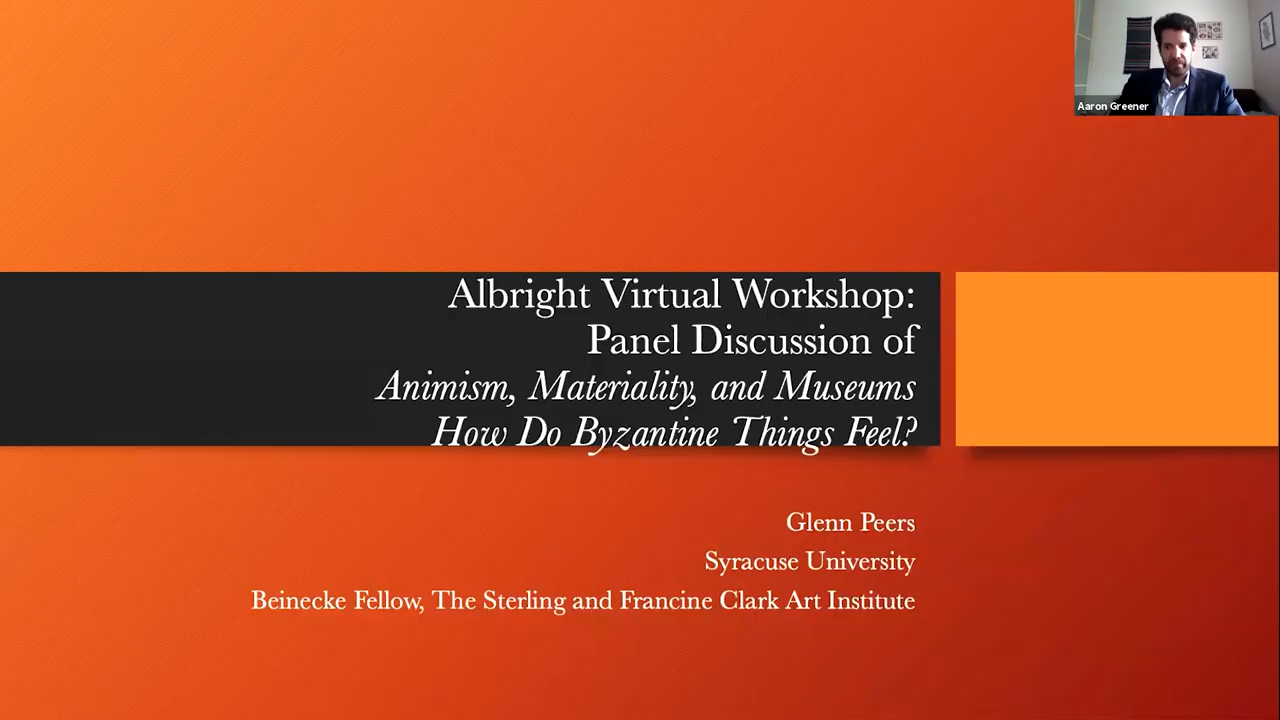 Aaron Greener
Albright Virtual Workshop:
Panel Discussion of
Animism, Materiality, and Museums
How Do Byzantine Things Feel?
Glenn Peers
Syracuse University
Beinecke Fellow, The Sterling and Francine Clark Art Institute